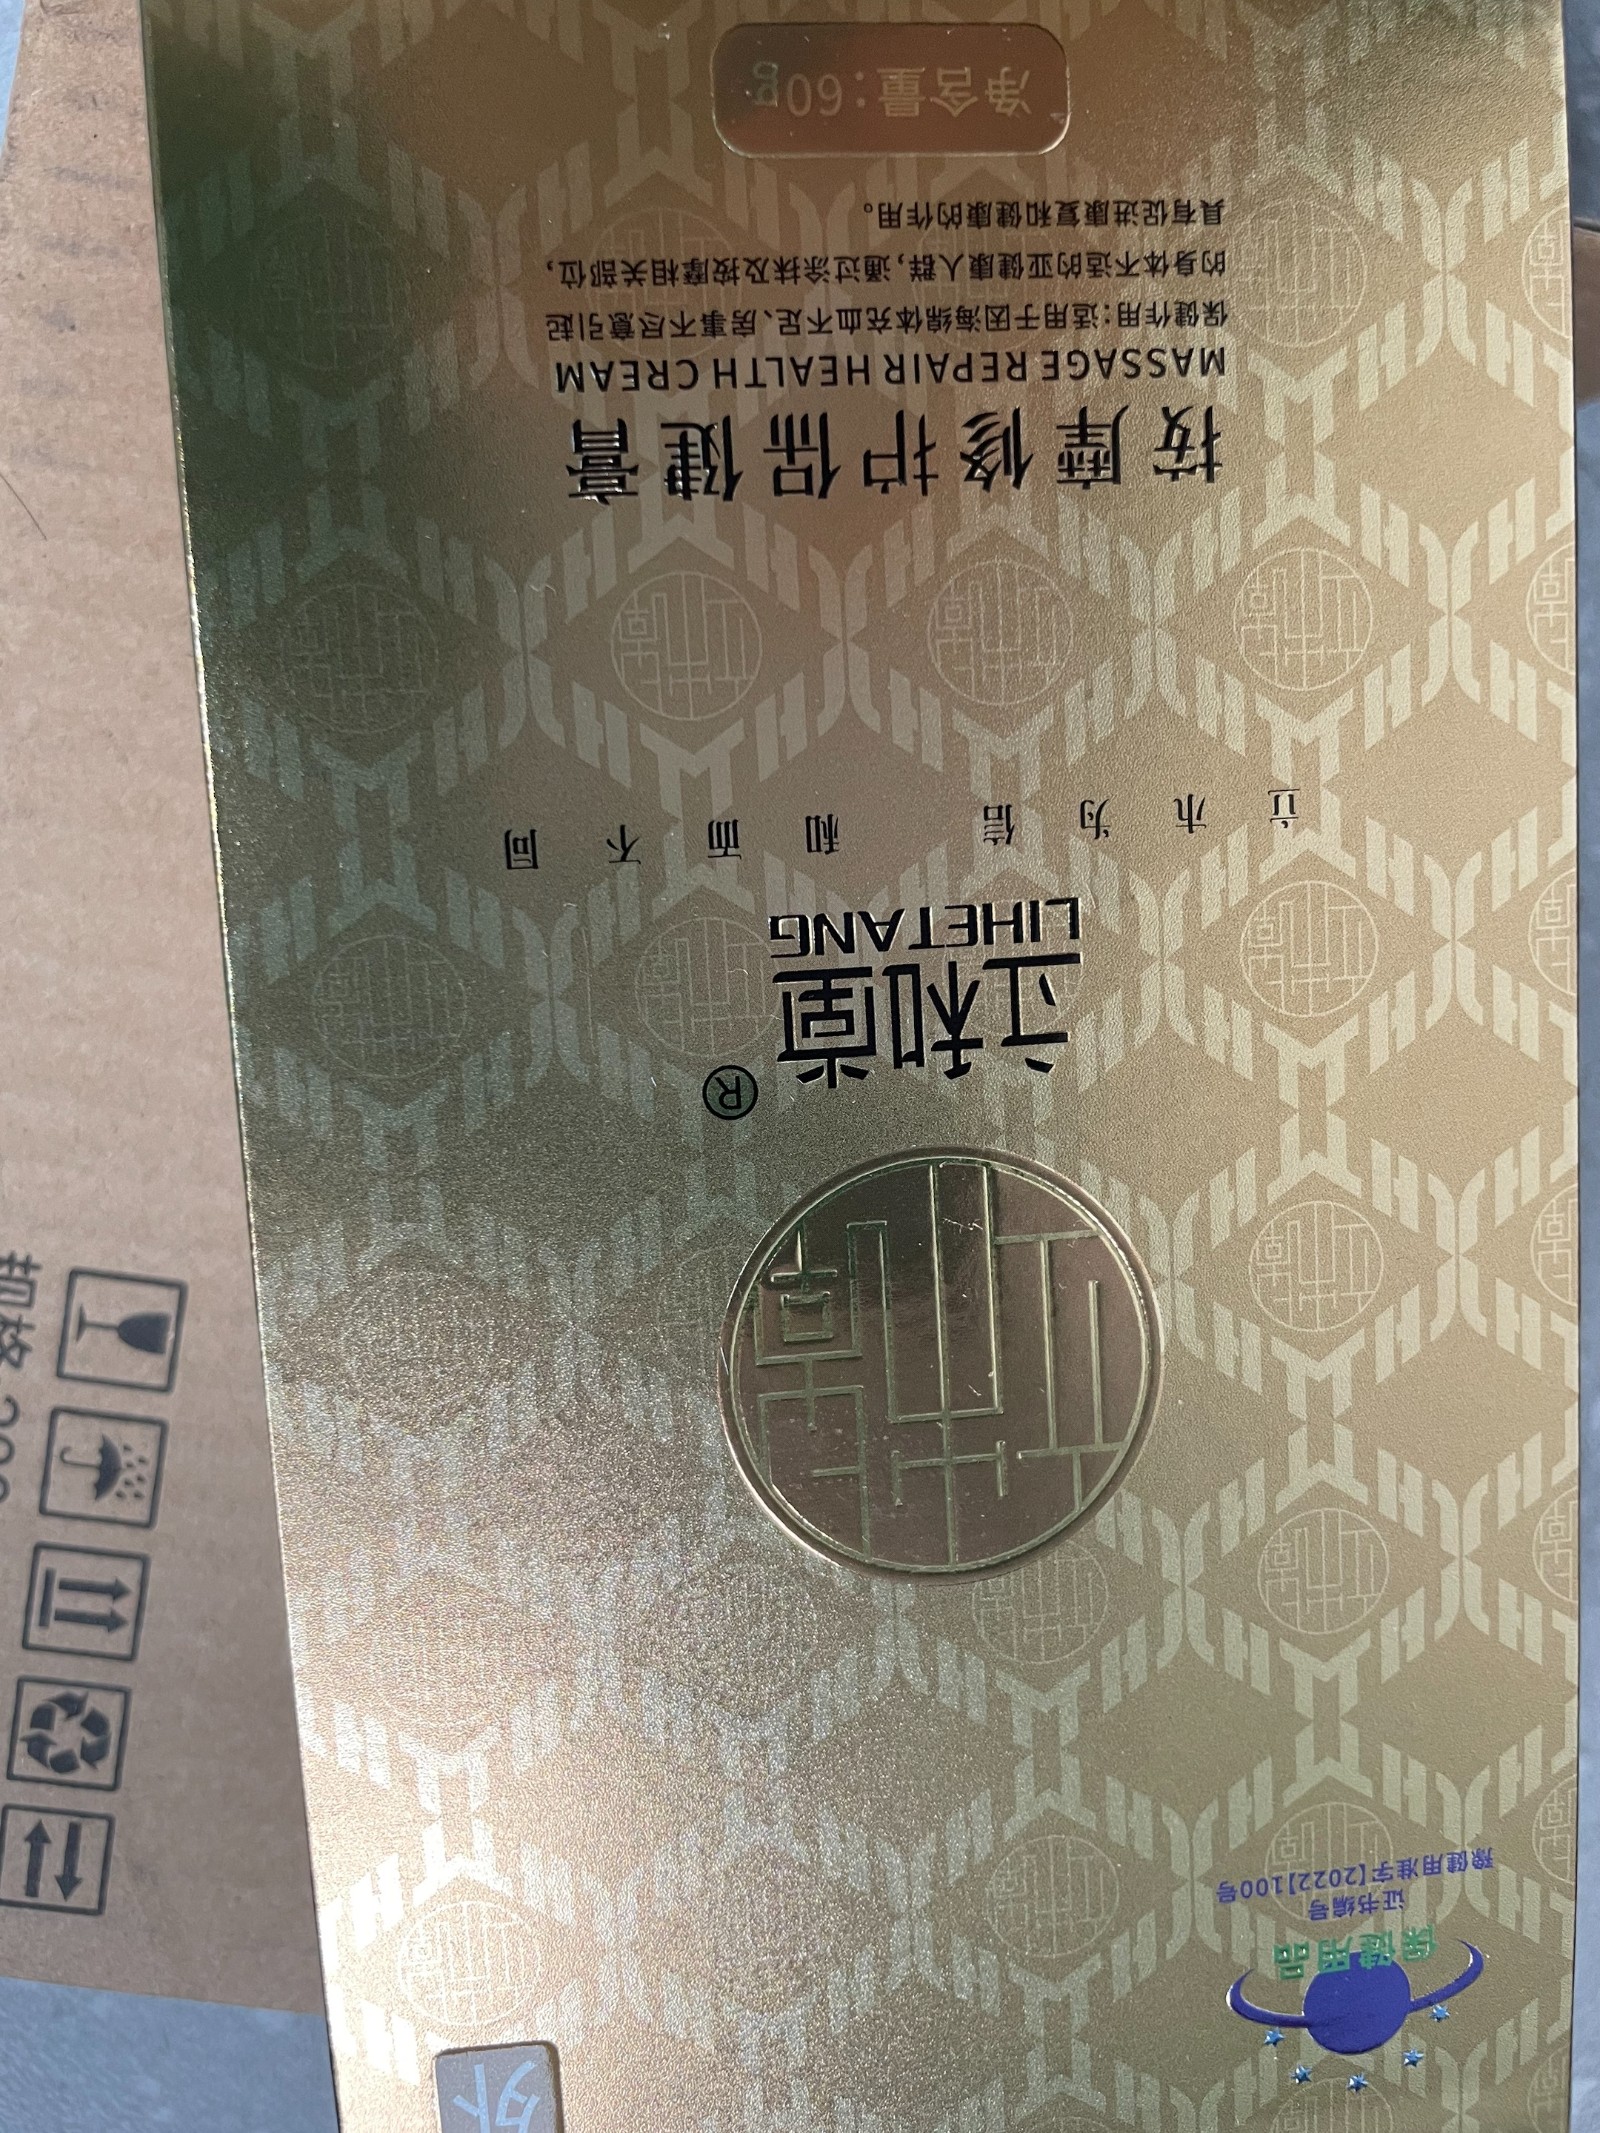 外
保健用品
证书编号
豫健用准字【2022】100号
立和堂®
LIHETANG
立木为信 和而不同
按摩修护保健膏
MASSAGE REPAIR HEALTH CREAM
保健作用：适用于因海绵体充血不足、房事不尽意引起
的身体不适的亚健康人群，通过涂抹及按摩相关部位，
具有促进康复和健康的作用。
净含量：60g